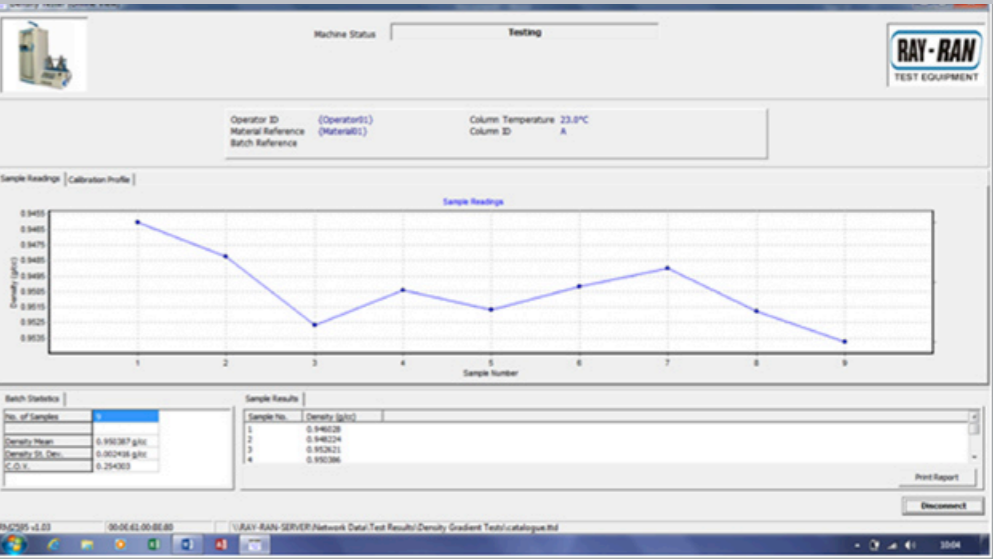 Machine Status Testing
RAY-RAN
TEST EQUIPMENT
Operator ID (Operator01) Column Temperature 23.0°C
Material Reference (Material01) Column ID A
Batch Reference
Sample Readings Calibration Profile
Sample Readings
Density (g/cc)
0.9455
0.9465
0.9475
0.9485
0.9495
0.9505
0.9515
0.9525
0.9535
1 2 3 4 5 6 7 8 9
Sample Number
Batch Statistics Sample Results
No. of Samples 9
Sample No. Density (g/cc)
1 0.946028
2 0.948224
3 0.952621
4 0.950386
Density Mean 0.950387 g/cc
Density St. Dev. 0.002416 g/cc
C.O.V. 0.254303
Print Report
Disconnect
v1.03 \\RAY-RAN-SERVER\Network Data\Test Results\Density Gradient Tests\catalogue.ttd
10:04